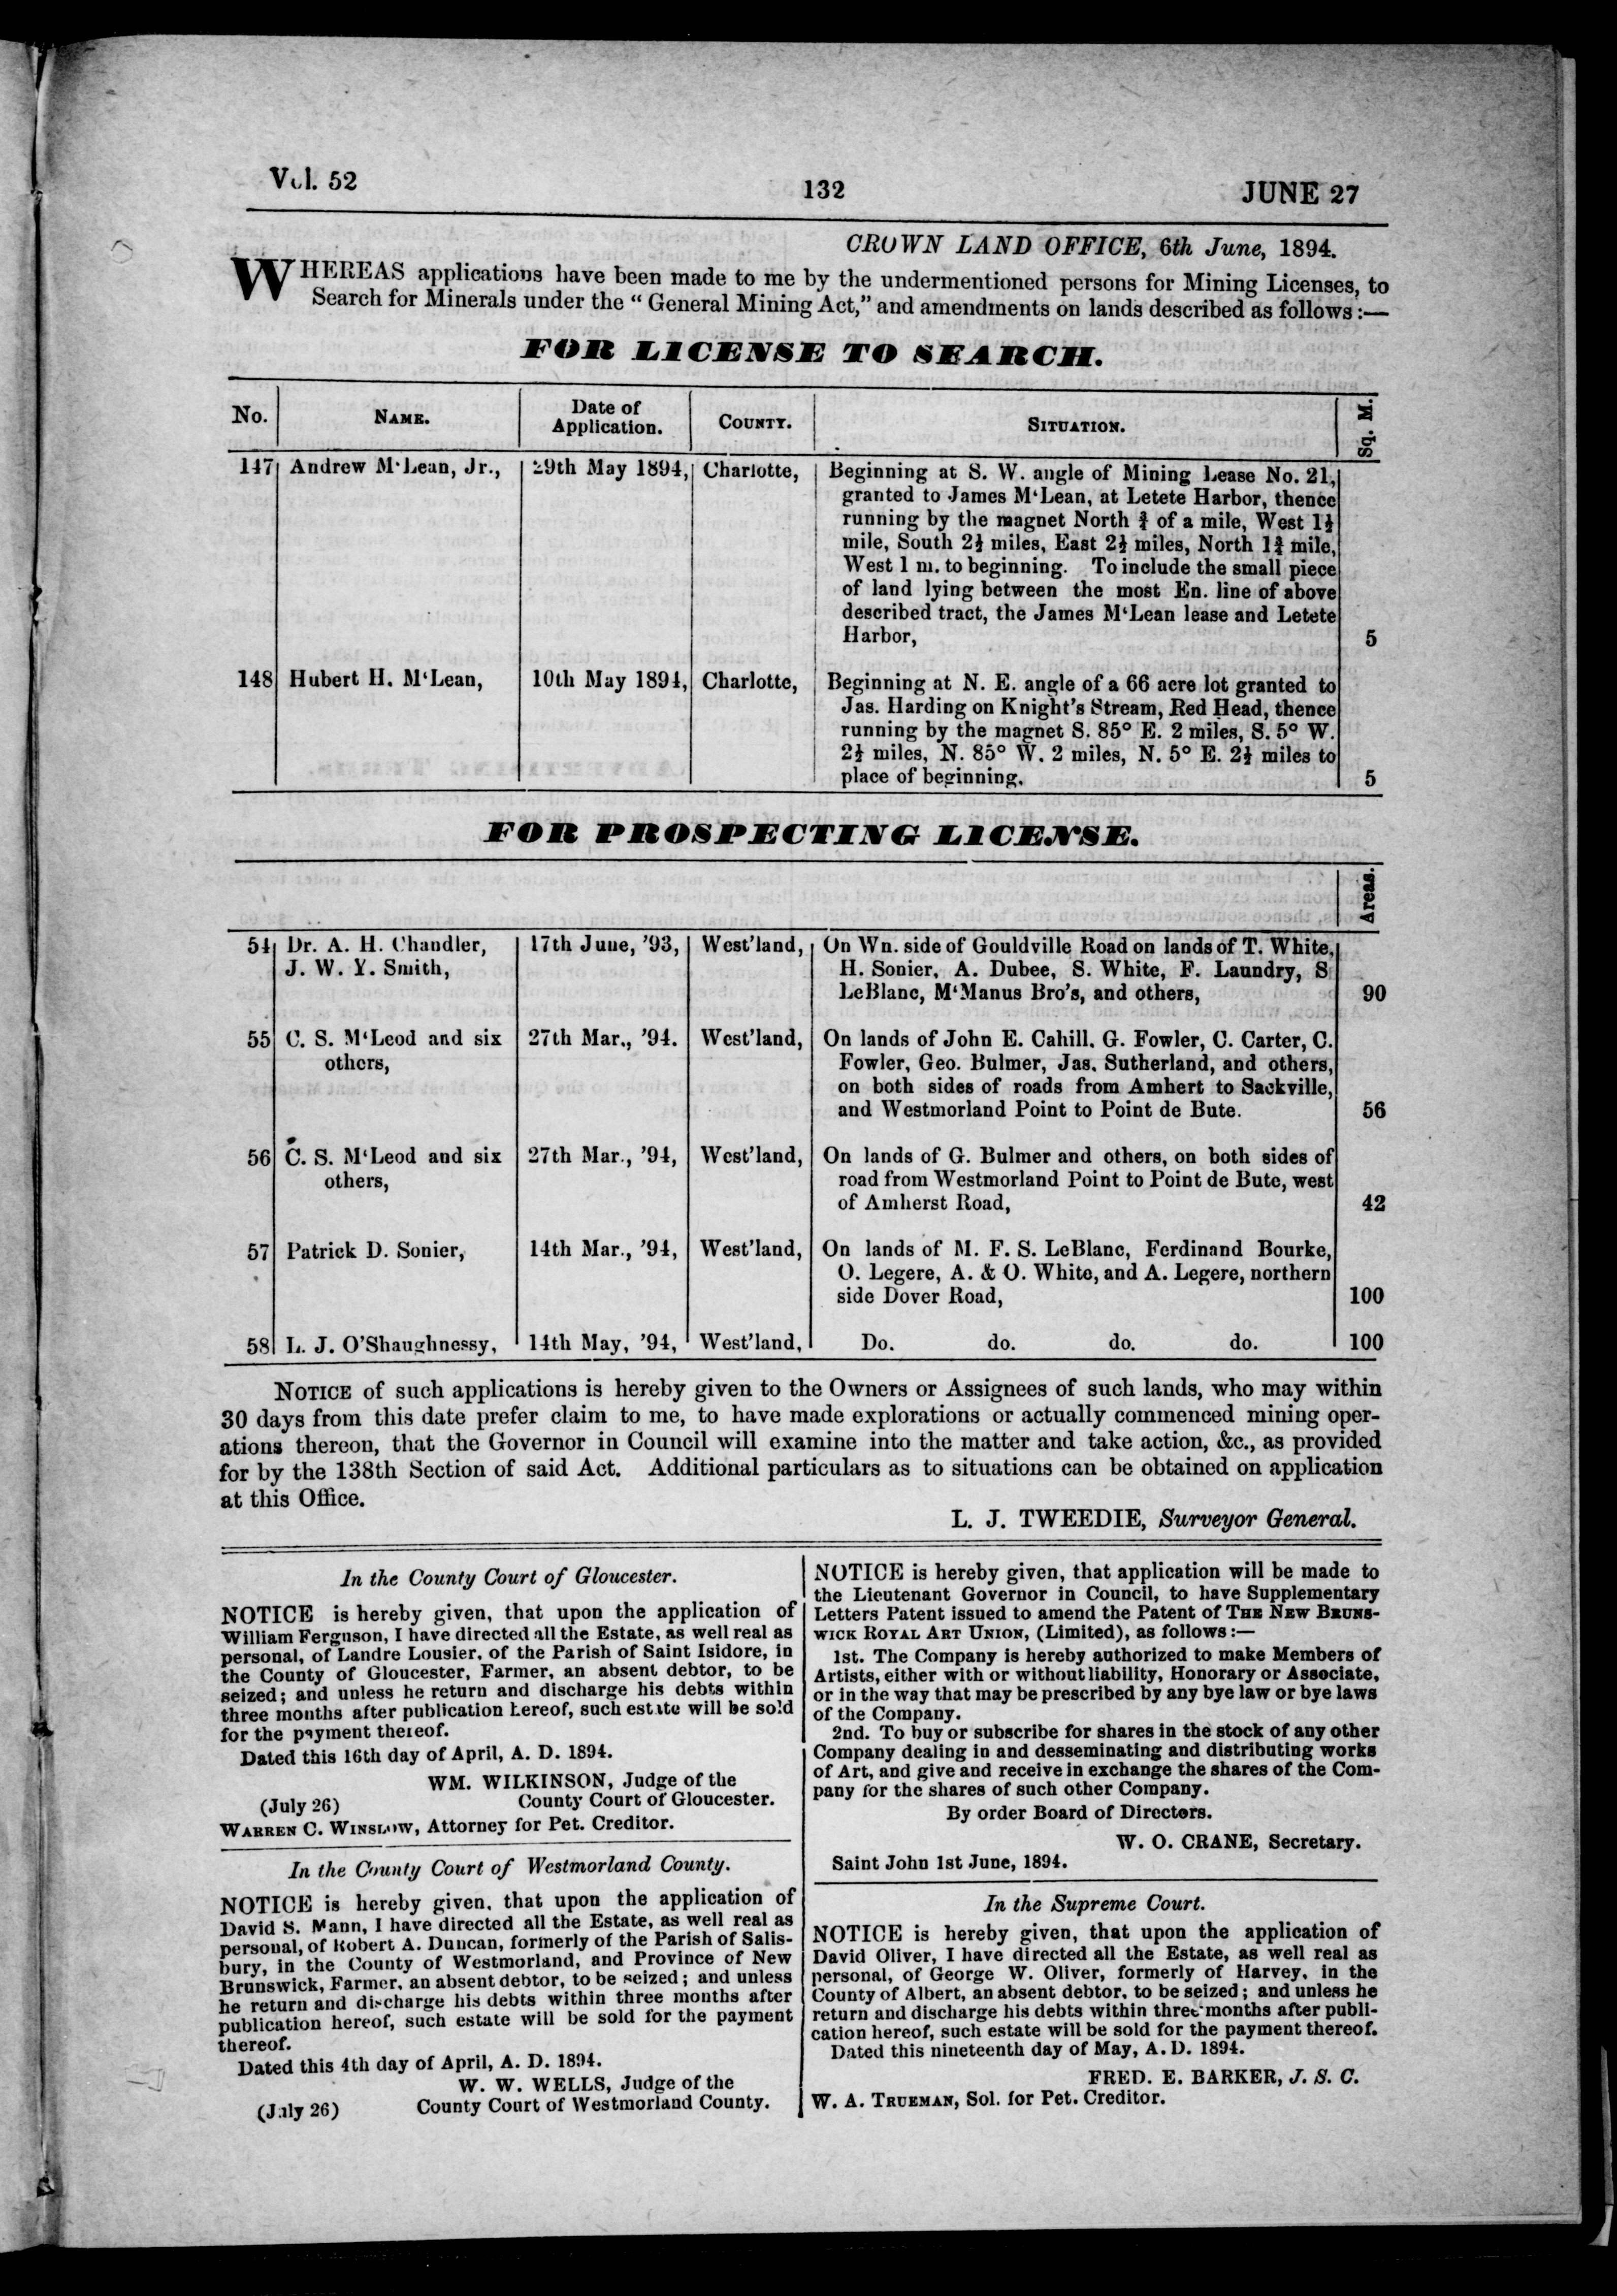 Vol. 52
132
JUNE 27
CROWN LAND OFFICE, 6th June, 1894.
WHEREAS applications have been made to me by the undermentioned persons for Mining Licenses, to
Search for Minerals under the “ General Mining Act,” and amendments on lands described as follows :—
FOR LICENSE TO SEARCH.
No. NAME. Date of Application. COUNTY. SITUATION. Sq. M.
147 Andrew M‘Lean, Jr., 29th May 1894, Charlotte, Beginning at S. W. angle of Mining Lease No. 21,
granted to James M‘Lean, at Letete Harbor, thence
running by the magnet North ¾ of a mile, West 1½
mile, South 2½ miles, East 2½ miles, North 1¾ mile,
West 1 m. to beginning. To include the small piece
of land lying between the most En. line of above
described tract, the James M‘Lean lease and Letete
Harbor, 5
148 Hubert H. M‘Lean, 10th May 1894, Charlotte, Beginning at N. E. angle of a 66 acre lot granted to
Jas. Harding on Knight's Stream, Red Head, thence
running by the magnet S. 85° E. 2 miles, S. 5° W.
2½ miles, N. 85° W. 2 miles, N. 5° E. 2½ miles to
place of beginning. 5
FOR PROSPECTING LICENSE.
Areas.
54 Dr. A. H. Chandler, 17th June, ’93, West’land, On Wn. side of Gouldville Road on lands of T. White,
J. W. Y. Smith, H. Sonier, A. Dubee, S. White, F. Laundry, S
LeBlanc, M‘Manus Bro’s, and others, 90
55 C. S. M‘Leod and six 27th Mar., ’94. West’land, On lands of John E. Cahill, G. Fowler, C. Carter, C.
others, Fowler, Geo. Bulmer, Jas. Sutherland, and others,
on both sides of roads from Amhert to Sackville,
and Westmorland Point to Point de Bute. 56
56 C. S. M‘Leod and six 27th Mar., ’94, West’land, On lands of G. Bulmer and others, on both sides of
others, road from Westmorland Point to Point de Bute, west
of Amherst Road, 42
57 Patrick D. Sonier, 14th Mar., ’94, West’land, On lands of M. F. S. LeBlanc, Ferdinand Bourke,
O. Legere, A. & O. White, and A. Legere, northern
side Dover Road, 100
58 L. J. O’Shaughnessy, 14th May, ’94, West’land, Do. do. do. do. 100
NOTICE of such applications is hereby given to the Owners or Assignees of such lands, who may within
30 days from this date prefer claim to me, to have made explorations or actually commenced mining oper-
ations thereon, that the Governor in Council will examine into the matter and take action, &c., as provided
for by the 138th Section of said Act. Additional particulars as to situations can be obtained on application
at this Office.
L. J. TWEEDIE, Surveyor General.
In the County Court of Gloucester.
NOTICE is hereby given, that upon the application of
William Ferguson, I have directed all the Estate, as well real as
personal, of Landre Lousier, of the Parish of Saint Isidore, in
the County of Gloucester, Farmer, an absent debtor, to be
seized; and unless he return and discharge his debts within
three months after publication hereof, such estate will be sold
for the payment thereof.
Dated this 16th day of April, A. D. 1894.
WM. WILKINSON, Judge of the
(July 26) County Court of Gloucester.
WARREN C. WINSLOW, Attorney for Pet. Creditor.
In the County Court of Westmorland County.
NOTICE is hereby given, that upon the application of
David S. Mann, I have directed all the Estate, as well real as
personal, of Robert A. Duncan, formerly of the Parish of Salis-
bury, in the County of Westmorland, and Province of New
Brunswick, Farmer, an absent debtor, to be seized; and unless
he return and discharge his debts within three months after
publication hereof, such estate will be sold for the payment
thereof.
Dated this 4th day of April, A. D. 1894.
W. W. WELLS, Judge of the
(July 26) County Court of Westmorland County.
NOTICE is hereby given, that application will be made to
the Lieutenant Governor in Council, to have Supplementary
Letters Patent issued to amend the Patent of THE NEW BRUNS-
WICK ROYAL ART UNION, (Limited), as follows :—
1st. The Company is hereby authorized to make Members of
Artists, either with or without liability, Honorary or Associate,
or in the way that may be prescribed by any bye law or bye laws
of the Company.
2nd. To buy or subscribe for shares in the stock of any other
Company dealing in and desseminating and distributing works
of Art, and give and receive in exchange the shares of the Com-
pany for the shares of such other Company.
By order Board of Directors.
W. O. CRANE, Secretary.
Saint John 1st June, 1894.
In the Supreme Court.
NOTICE is hereby given, that upon the application of
David Oliver, I have directed all the Estate, as well real as
personal, of George W. Oliver, formerly of Harvey, in the
County of Albert, an absent debtor, to be seized; and unless he
return and discharge his debts within three months after publi-
cation hereof, such estate will be sold for the payment thereof.
Dated this nineteenth day of May, A. D. 1894.
FRED. E. BARKER, J. S. C.
W. A. TRUEMAN, Sol. for Pet. Creditor.